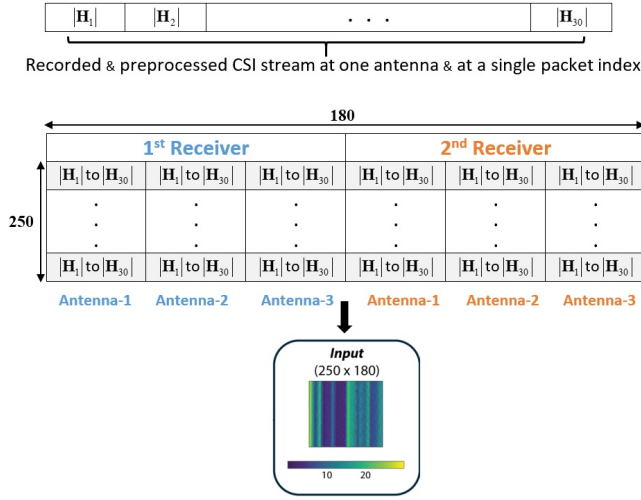 |H₁| |H₂| . . . |H₃₀|
Recorded & preprocessed CSI stream at one antenna & at a single packet index
180
1st Receiver 2nd Receiver
|H₁| to |H₃₀| |H₁| to |H₃₀| |H₁| to |H₃₀| |H₁| to |H₃₀| |H₁| to |H₃₀| |H₁| to |H₃₀|
. . . . . .
250 . . . . . .
. . . . . .
|H₁| to |H₃₀| |H₁| to |H₃₀| |H₁| to |H₃₀| |H₁| to |H₃₀| |H₁| to |H₃₀| |H₁| to |H₃₀|
Antenna-1 Antenna-2 Antenna-3 Antenna-1 Antenna-2 Antenna-3
Input
(250 x 180)
10 20